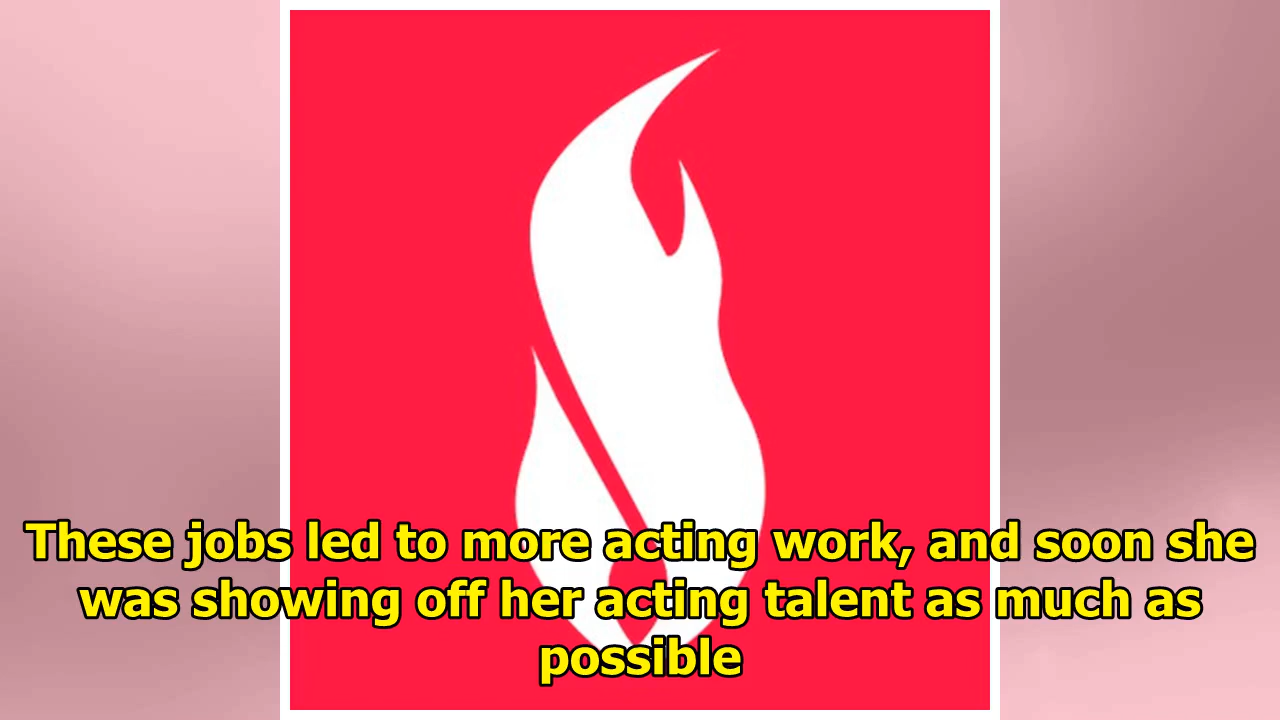 These jobs led to more acting work, and soon she
was showing off her acting talent as much as
possible